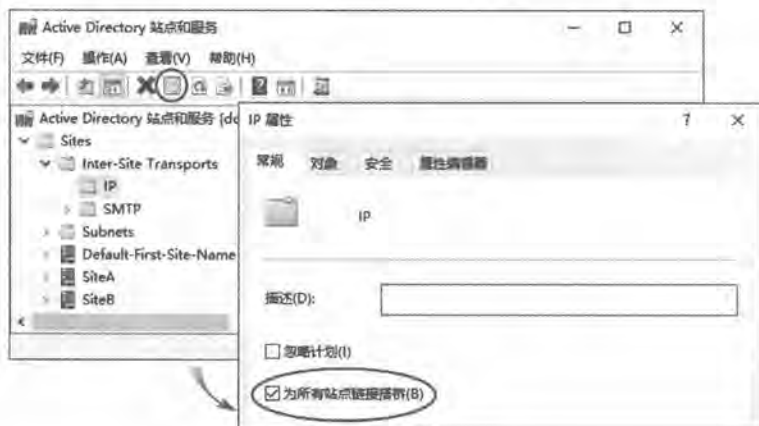 Active Directory 站点和服务
文件(F) 操作(A) 查看(V) 帮助(H)
Active Directory 站点和服务 [dc
Sites
Inter-Site Transports
IP
SMTP
Subnets
Default-First-Site-Name
SiteA
SiteB
IP 属性
常规 对象 安全 属性编辑器
IP
描述(D):
忽略计划(I)
为所有站点链接搭桥(B)